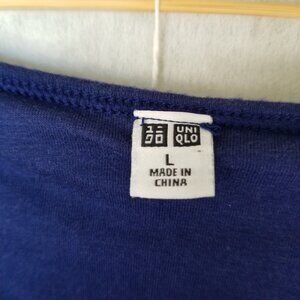 ユニ UNI
クロ QLO
L
MADE IN
CHINA